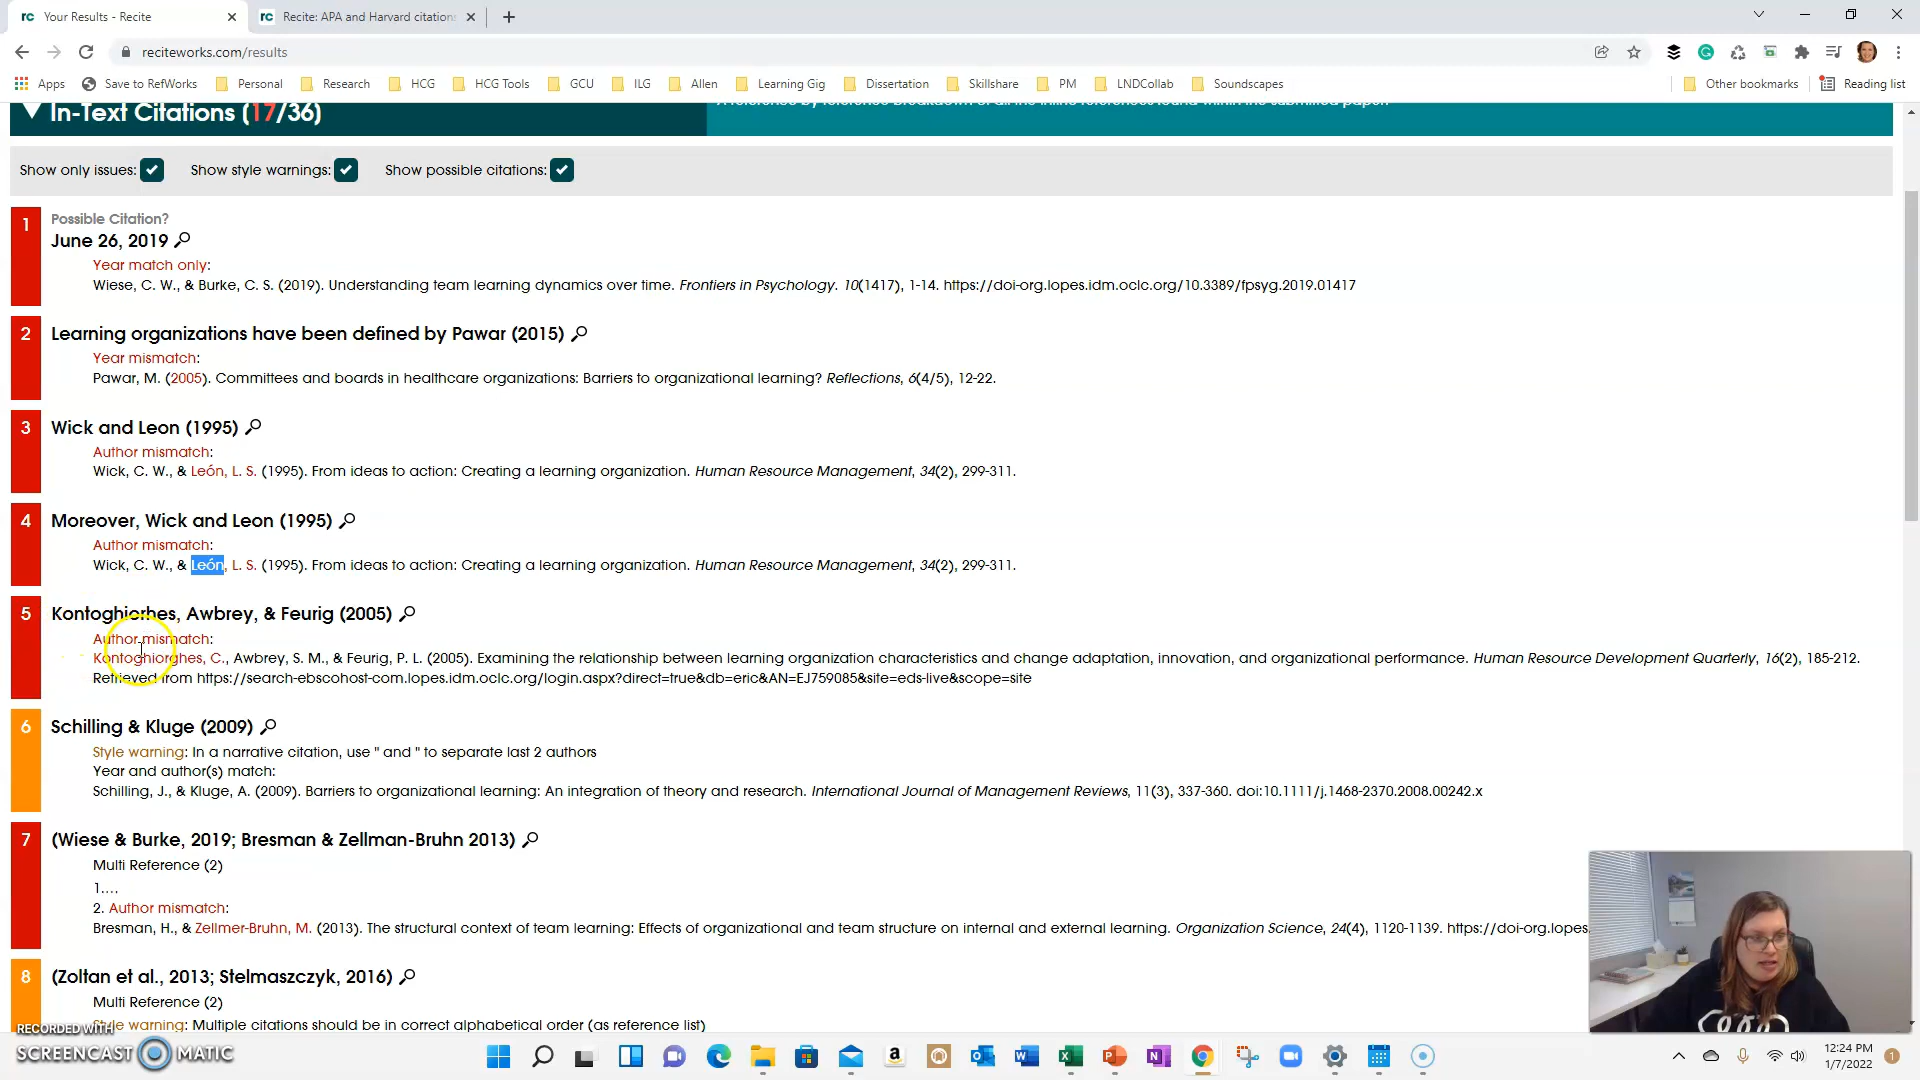 Your Results - Recite
Recite: APA and Harvard citation
reciteworks.com/results
Apps
Save to RefWorks
Personal
Research
HCG
HCG Tools
GCU
ILG
Allen
Learning Gig
Dissertation
Skillshare
PM
LNDCollab
Soundscapes
Other bookmarks
Reading list
In-Text Citations (17/36)
A reference by reference breakdown of all the inline references found within the submitted paper.
Show only issues:
Show style warnings:
Show possible citations:
1
Possible Citation?
June 26, 2019
Year match only:
Wiese, C. W., & Burke, C. S. (2019). Understanding team learning dynamics over time. Frontiers in Psychology. 10(1417), 1-14. https://doi-org.lopes.idm.oclc.org/10.3389/fpsyg.2019.01417
2
Learning organizations have been defined by Pawar (2015)
Year mismatch:
Pawar, M. (2005). Committees and boards in healthcare organizations: Barriers to organizational learning? Reflections, 6(4/5), 12-22.
3
Wick and Leon (1995)
Author mismatch:
Wick, C. W., & León, L. S. (1995). From ideas to action: Creating a learning organization. Human Resource Management, 34(2), 299-311.
4
Moreover, Wick and Leon (1995)
Author mismatch:
Wick, C. W., & León, L. S. (1995). From ideas to action: Creating a learning organization. Human Resource Management, 34(2), 299-311.
5
Kontoghiorhes, Awbrey, & Feurig (2005)
Author mismatch:
Kontoghiorghes, C., Awbrey, S. M., & Feurig, P. L. (2005). Examining the relationship between learning organization characteristics and change adaptation, innovation, and organizational performance. Human Resource Development Quarterly, 16(2), 185-212.
Retrieved from https://search-ebscohost-com.lopes.idm.oclc.org/login.aspx?direct=true&db=eric&AN=EJ759085&site=eds-live&scope=site
6
Schilling & Kluge (2009)
Style warning: In a narrative citation, use " and " to separate last 2 authors
Year and author(s) match:
Schilling, J., & Kluge, A. (2009). Barriers to organizational learning: An integration of theory and research. International Journal of Management Reviews, 11(3), 337-360. doi:10.1111/j.1468-2370.2008.00242.x
7
(Wiese & Burke, 2019; Bresman & Zellman-Bruhn 2013)
Multi Reference (2)
1....
2. Author mismatch:
Bresman, H., & Zellmer-Bruhn, M. (2013). The structural context of team learning: Effects of organizational and team structure on internal and external learning. Organization Science, 24(4), 1120-1139. https://doi-org.lopes.
8
(Zoltan et al., 2013; Stelmaszczyk, 2016)
Multi Reference (2)
Style warning: Multiple citations should be in correct alphabetical order (as reference list)
RECORDED WITH
SCREENCAST MATIC
12:24 PM
1/7/2022
1